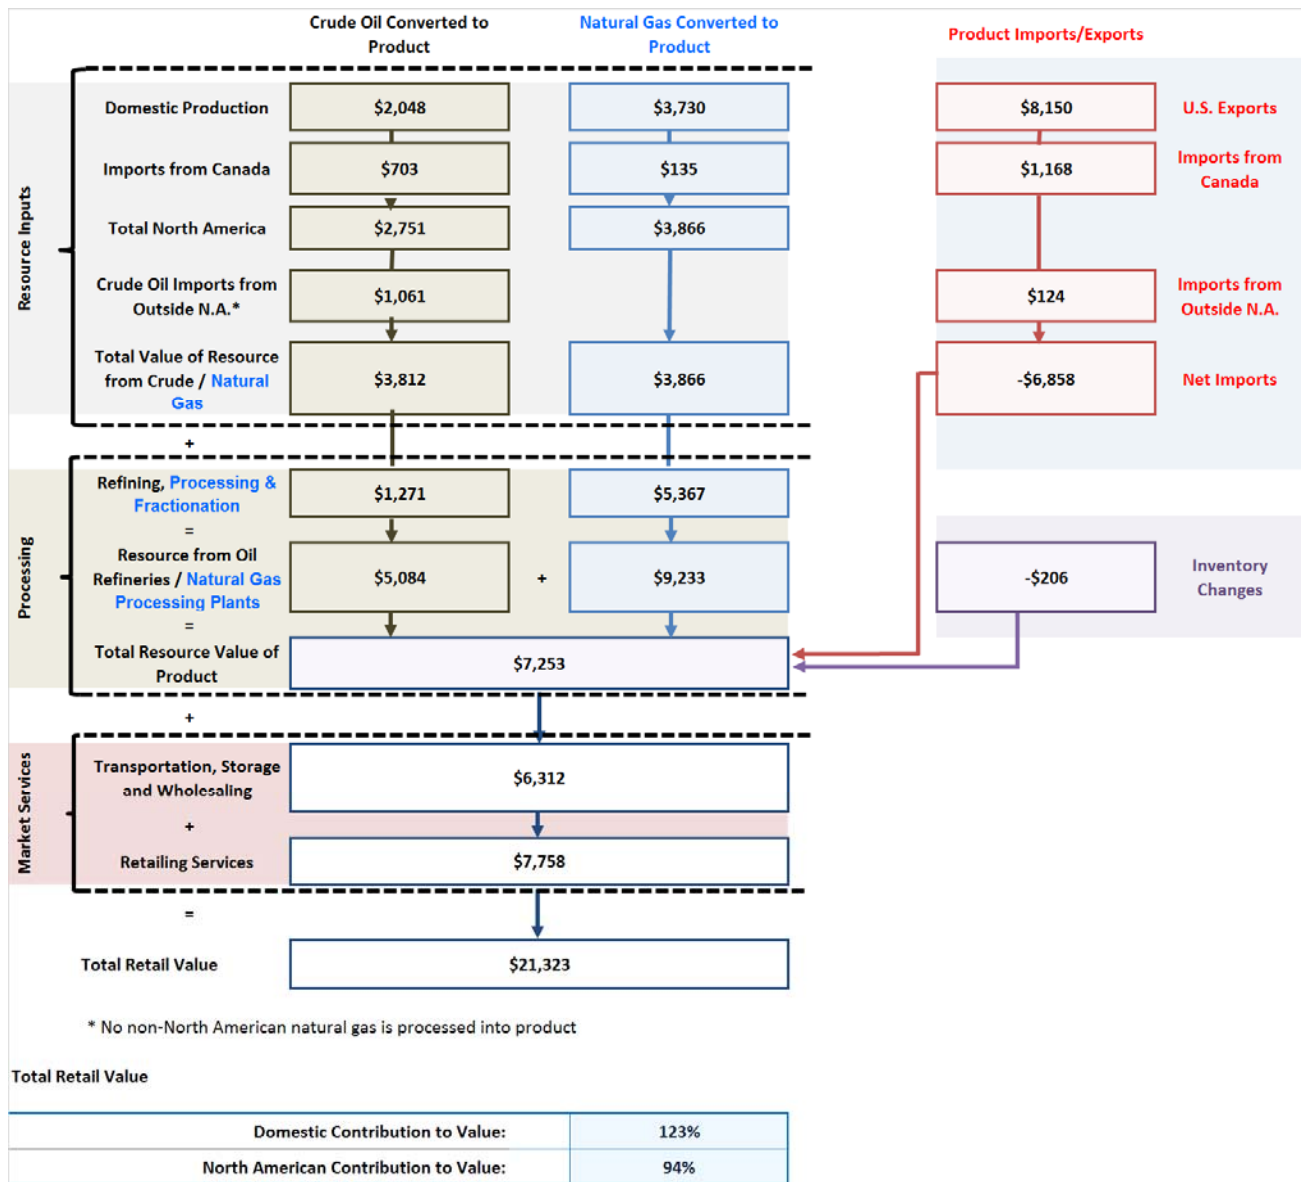 Crude Oil Converted to
Product
Natural Gas Converted to
Product
Product Imports/Exports
Resource Inputs
Domestic Production
$2,048
$3,730
$8,150
U.S. Exports
Imports from Canada
$703
$135
$1,168
Imports from
Canada
Total North America
$2,751
$3,866
Crude Oil Imports from
Outside N.A.*
$1,061
$124
Imports from
Outside N.A.
Total Value of Resource
from Crude / Natural
Gas
$3,812
$3,866
-$6,858
Net Imports
+
Processing
Refining, Processing &
Fractionation
$1,271
$5,367
=
Resource from Oil
Refineries / Natural Gas
Processing Plants
$5,084
+
$9,233
-$206
Inventory
Changes
=
Total Resource Value of
Product
$7,253
+
Market Services
Transportation, Storage
and Wholesaling
$6,312
+
Retailing Services
$7,758
=
Total Retail Value
$21,323
* No non-North American natural gas is processed into product
Total Retail Value
Domestic Contribution to Value:
123%
North American Contribution to Value:
94%